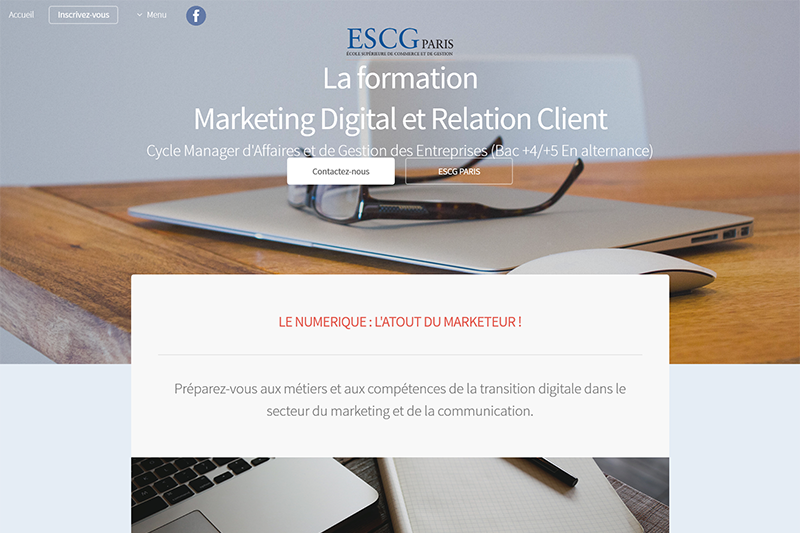 Accueil
Inscrivez-vous
Menu
f
ESCG PARIS
ÉCOLE SUPÉRIEURE DE COMMERCE ET DE GESTION
La formation
Marketing Digital et Relation Client
Cycle Manager d'Affaires et de Gestion des Entreprises (Bac +4/+5 En alternance)
Contactez-nous
ESCG PARIS
LE NUMERIQUE : L'ATOUT DU MARKETEUR !
Préparez-vous aux métiers et aux compétences de la transition digitale dans le
secteur du marketing et de la communication.